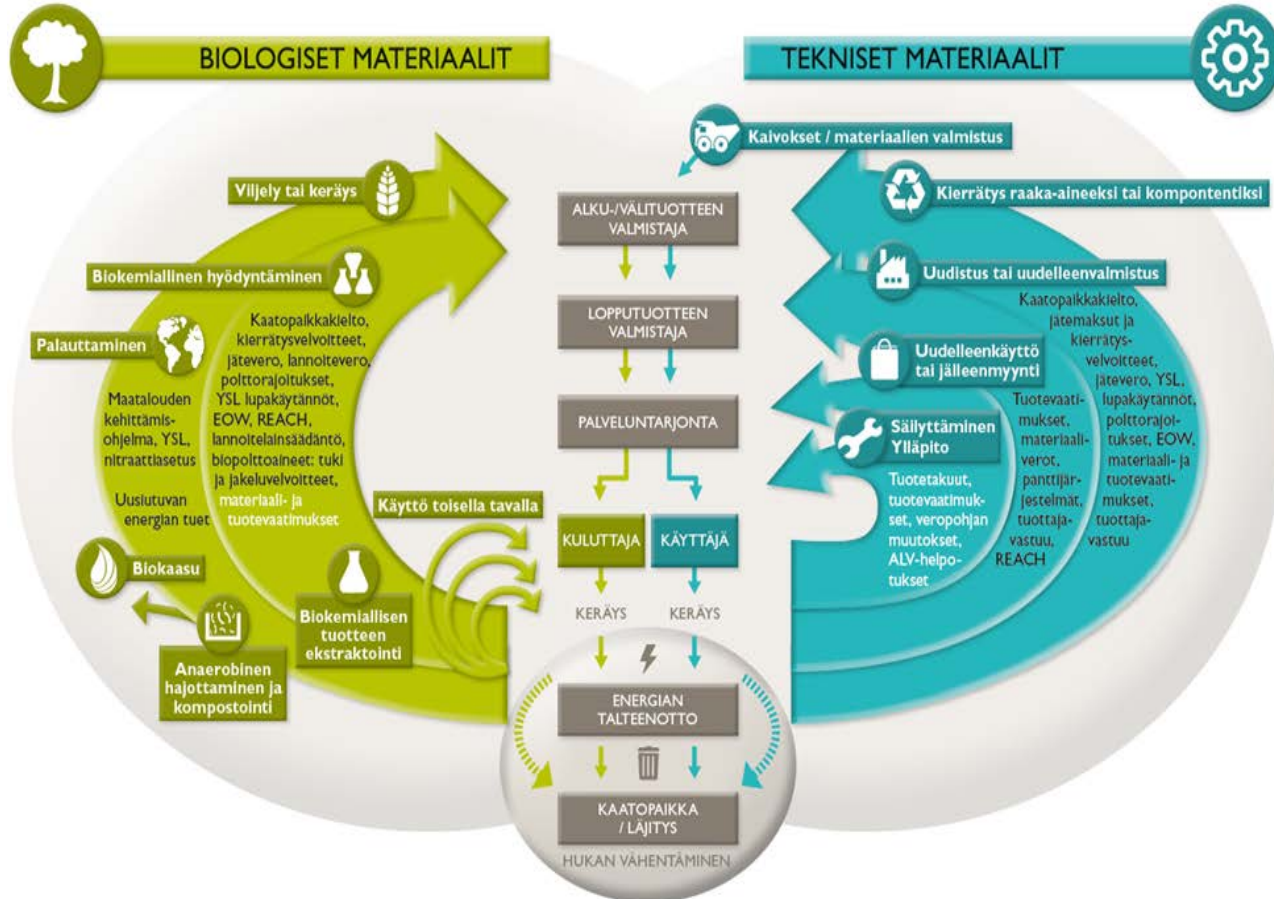 BIOLOGISET MATERIAALIT
TEKNISET MATERIAALIT
Kaivokset / materiaalien valmistus
Viljely tai keräys
Kierrätys raaka-aineeksi tai kompontentiksi
ALKU-/VÄLITUOTTEEN
VALMISTAJA
Biokemiallinen hyödyntäminen
Uudistus tai uudelleenvalmistus
LOPPUTUOTTEEN
VALMISTAJA
Palauttaminen
Kaatopaikkakielto,
kierrätysvelvoitteet,
jätevero, lannoitevero,
polttorajoitukset,
YSL lupakäytännöt,
EOW, REACH,
lannoitelainsäädäntö,
biopolttoaineet: tuki
ja jakeluvelvoitteet,
materiaali- ja
tuotevaatimukset
Maatalouden
kehittämis-
ohjelma, YSL,
nitraattiasetus
Uusiutuvan
energian tuet
Uudelleenkäyttö
tai jälleenmyynti
Kaatopaikkakielto,
jätemaksut ja
kierrätys-
velvoitteet,
jätevero, YSL,
lupakäytännöt,
polttorajoi-
tukset, EOW,
materiaali- ja
tuotevaati-
mukset,
tuottaja-
vastuu
PALVELUNTARJONTA
Säilyttäminen
Ylläpito
Tuotevaati-
mukset,
materiaali-
verot,
panttijär-
jestelmät,
tuottaja-
vastuu,
REACH
Tuotetakuut,
tuotevaatimuk-
set, veropohjan
muutokset,
ALV-helpo-
tukset
Käyttö toisella tavalla
KULUTTAJA
KÄYTTÄJÄ
Biokaasu
Biokemiallisen
tuotteen
ekstraktointi
KERÄYS
KERÄYS
Anaerobinen
hajottaminen ja
kompostointi
ENERGIAN
TALTEENOTTO
KAATOPAIKKA
/ LÄJITYS
HUKAN VÄHENTÄMINEN